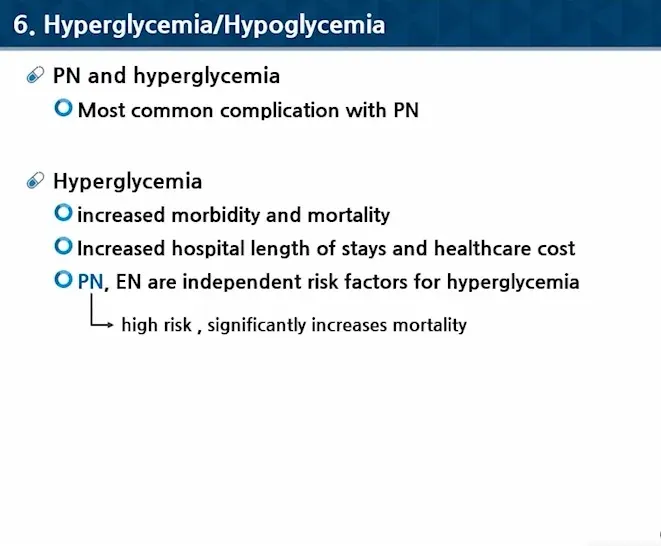 6. Hyperglycemia/Hypoglycemia
PN and hyperglycemia
Most common complication with PN
Hyperglycemia
increased morbidity and mortality
Increased hospital length of stays and healthcare cost
PN, EN are independent risk factors for hyperglycemia
high risk , significantly increases mortality